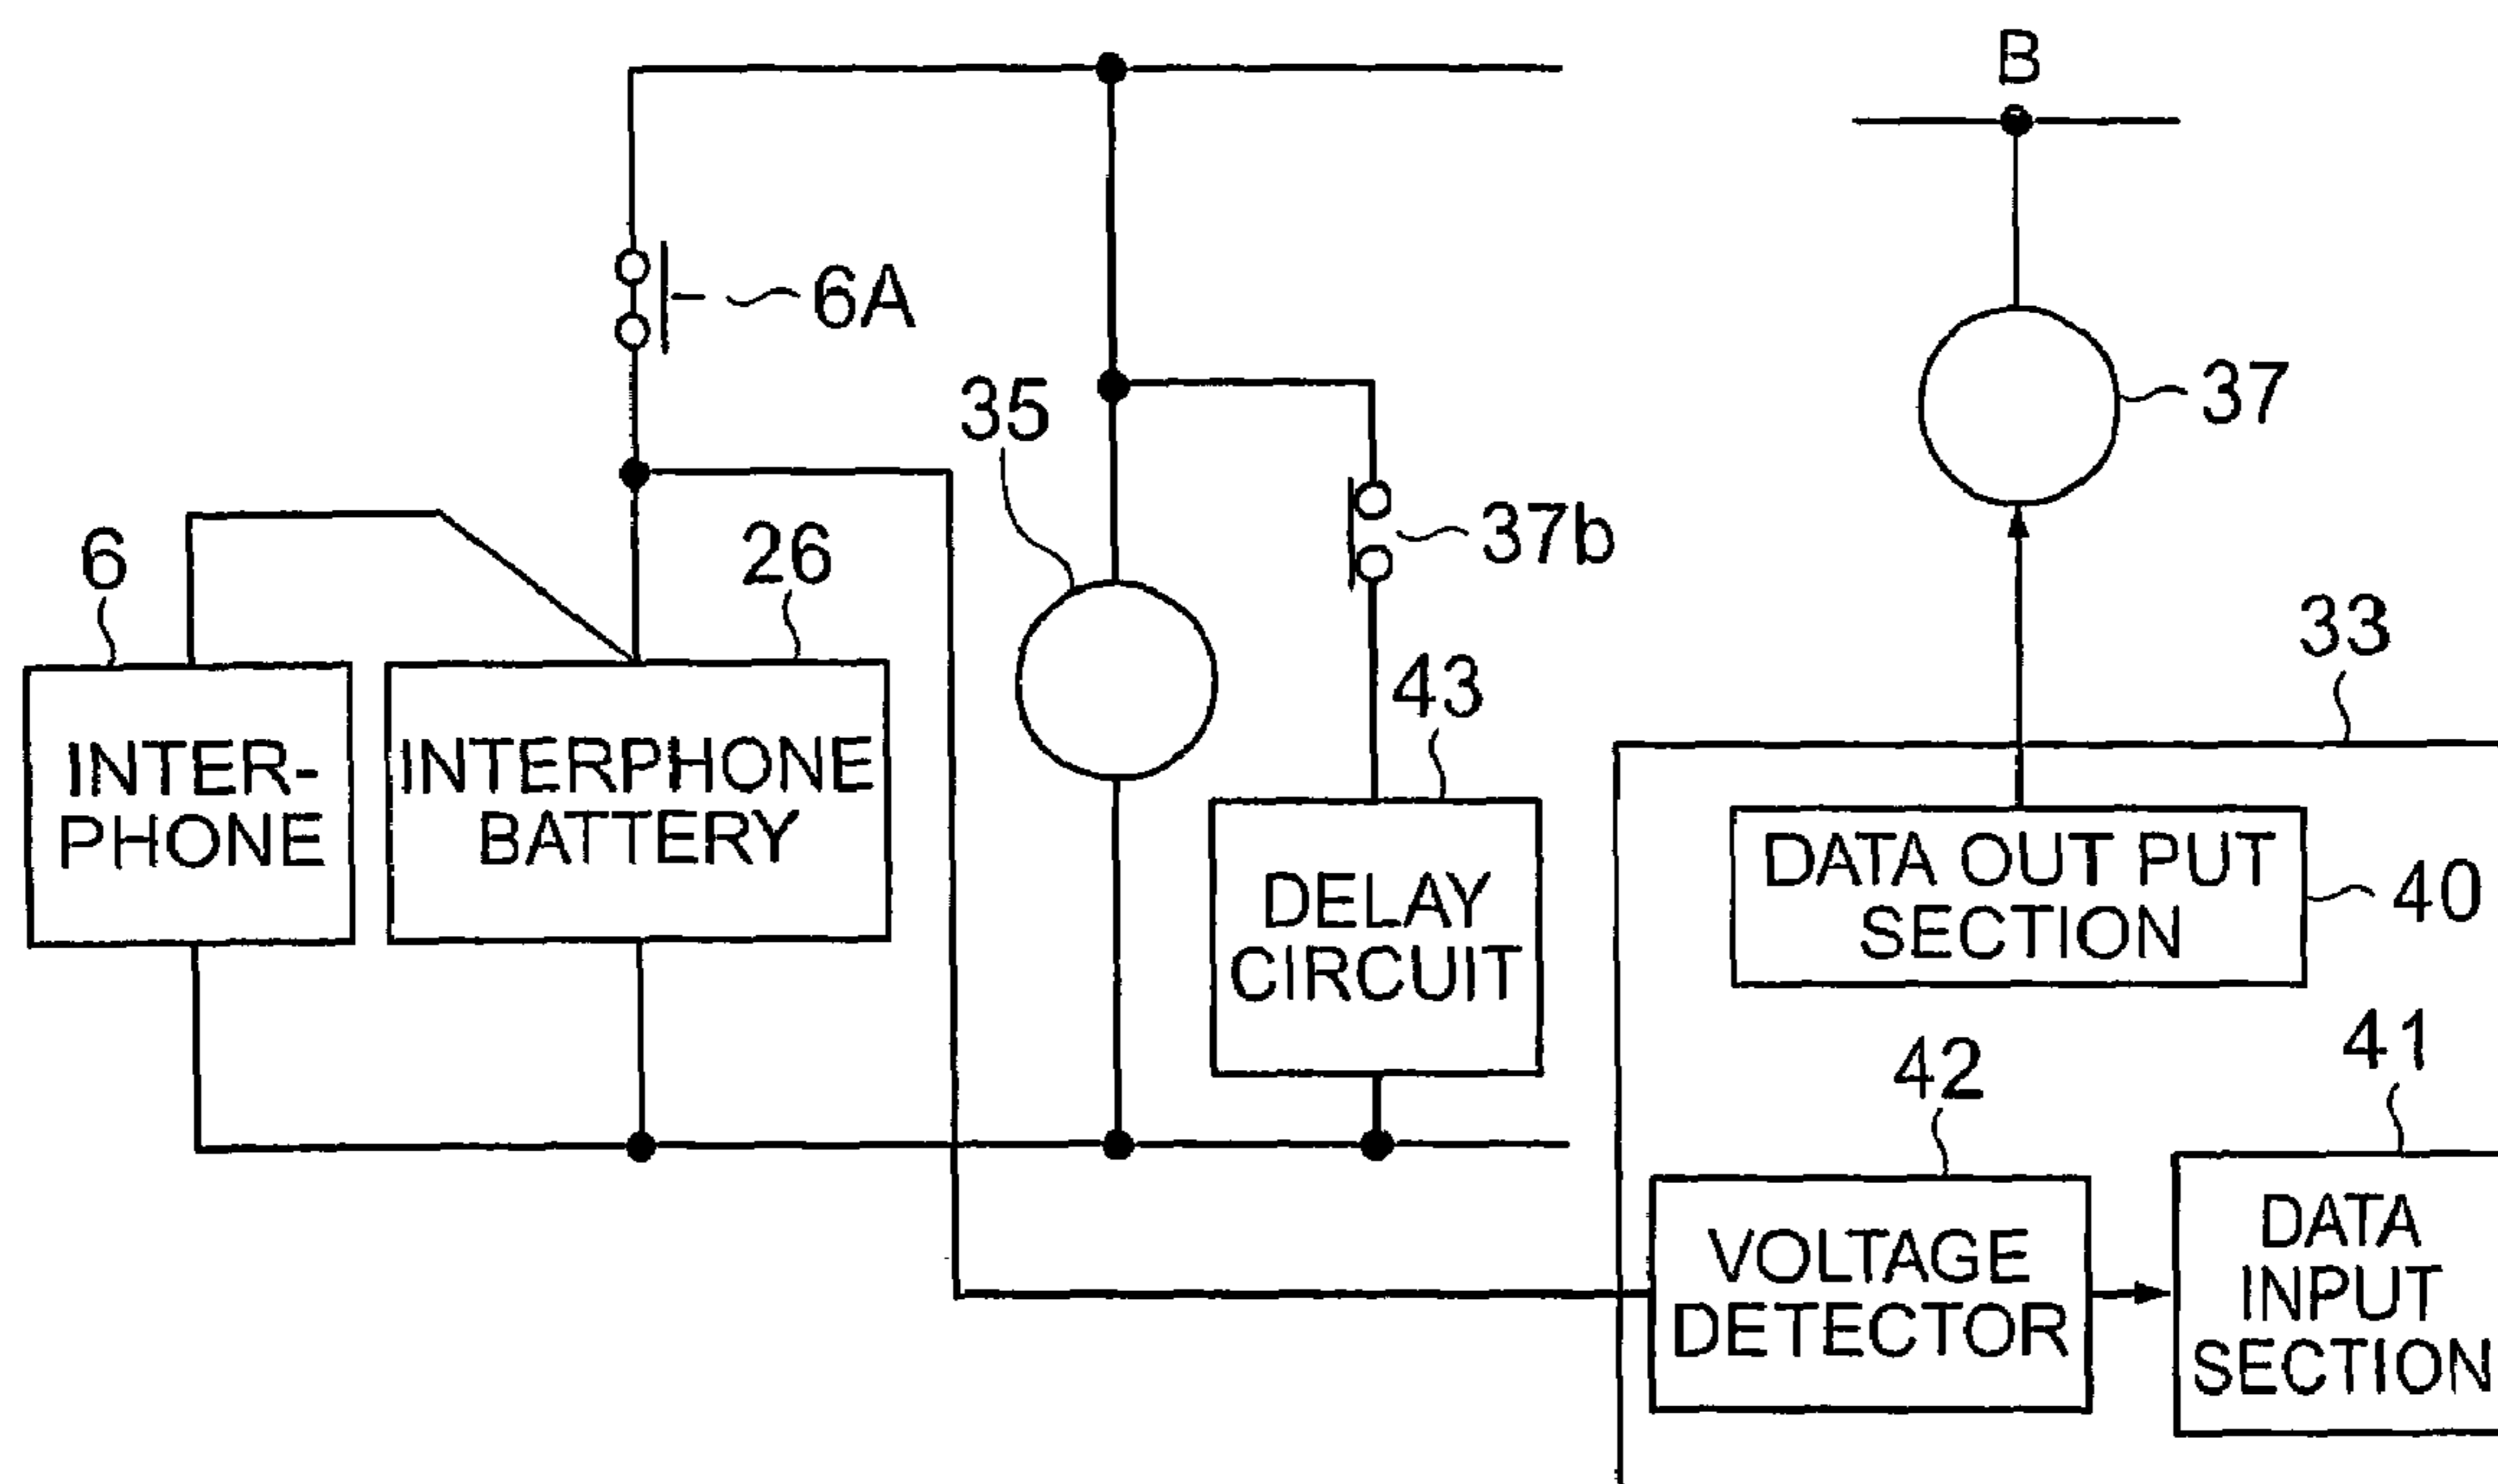 B
6A
37
35
37b
6
26
33
43
INTER-
PHONE
INTERPHONE
BATTERY
DELAY
CIRCUIT
DATA OUT PUT
SECTION
40
42
41
VOLTAGE
DETECTOR
DATA
INPUT
SECTION